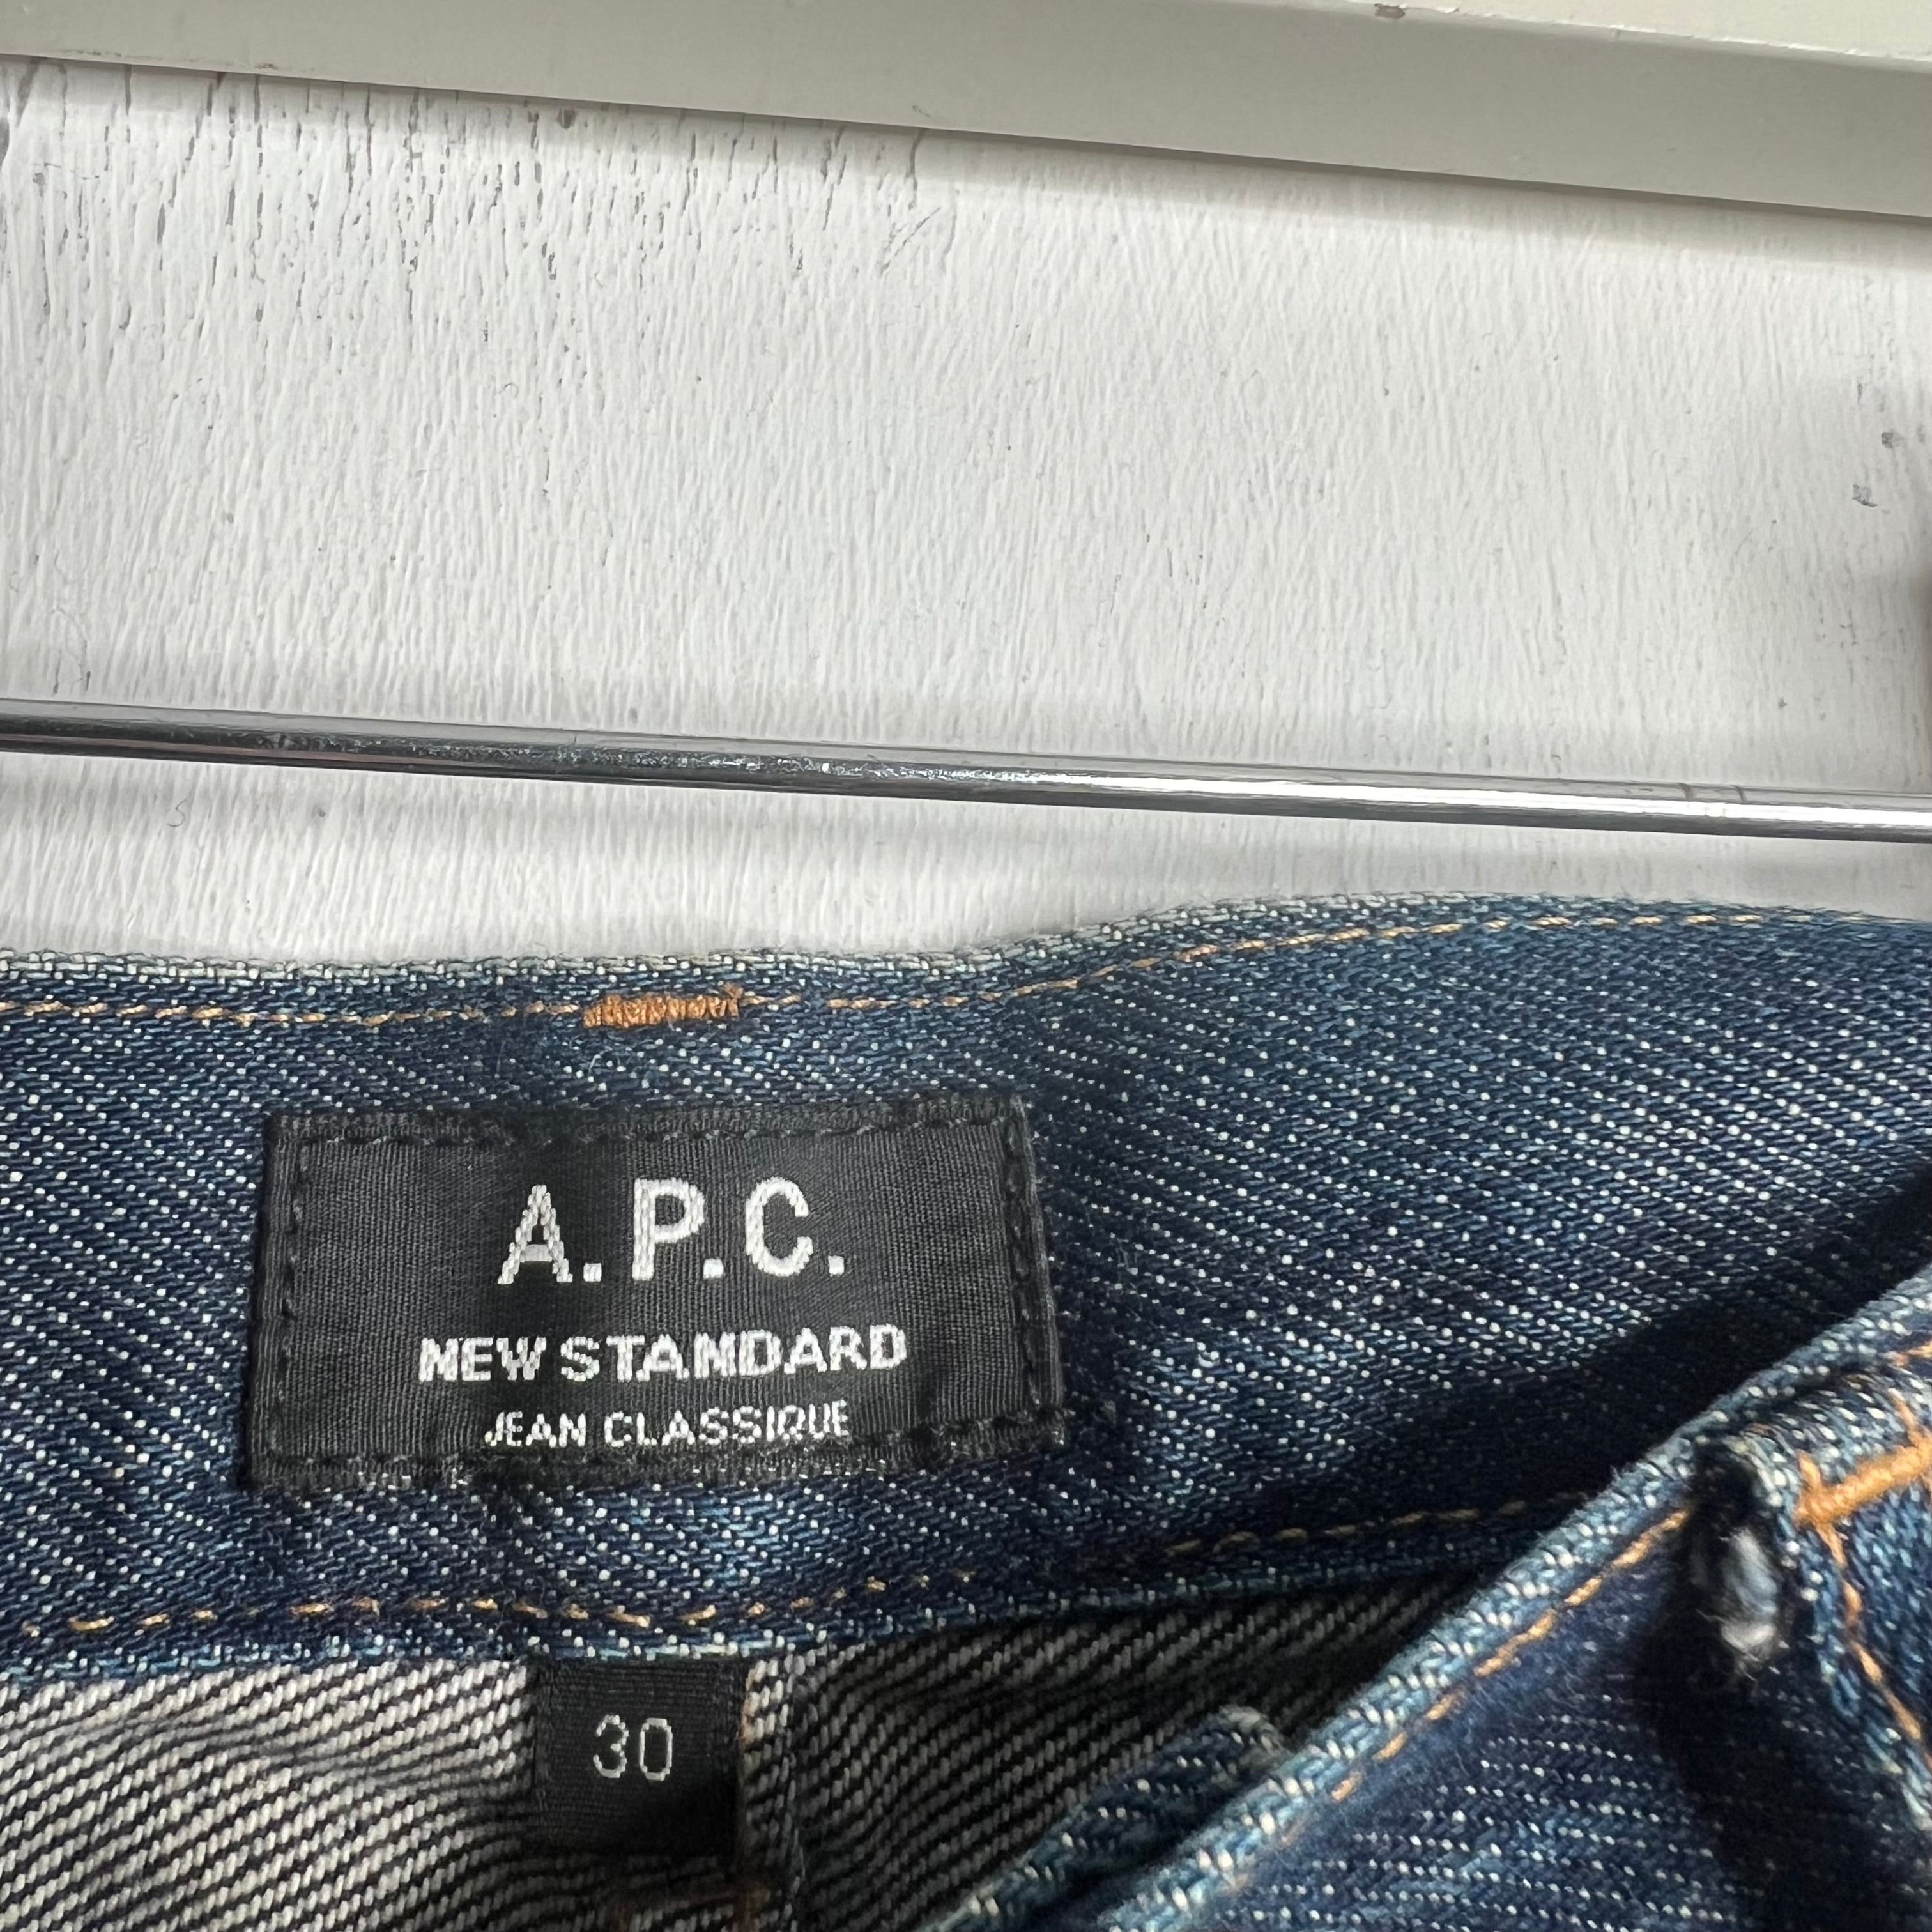 A.P.C.
NEW STANDARD
JEAN CLASSIQUE
30